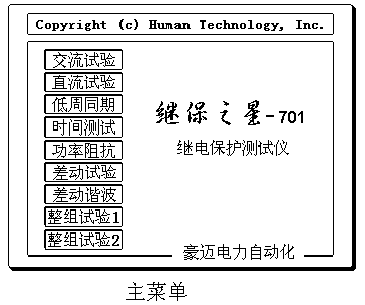 Copyright (c) Human Technology, Inc.
交流试验
直流试验
低周同期
时间测试
功率阻抗
差动试验
差动谐波
整组试验1
整组试验2
继保之星-701
继电保护测试仪
豪迈电力自动化
主菜单